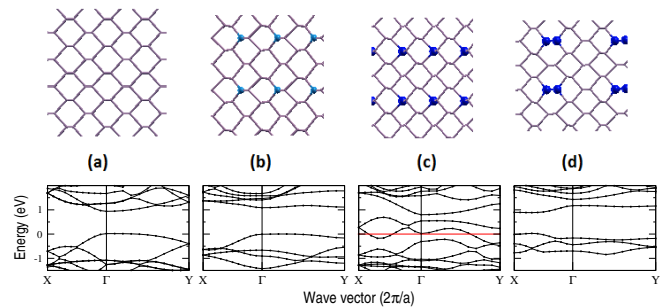 (a) (b) (c) (d)
Energy (eV)
1
0
-1
X Γ Y X Γ Y X Γ Y X Γ Y
Wave vector (2π/a)